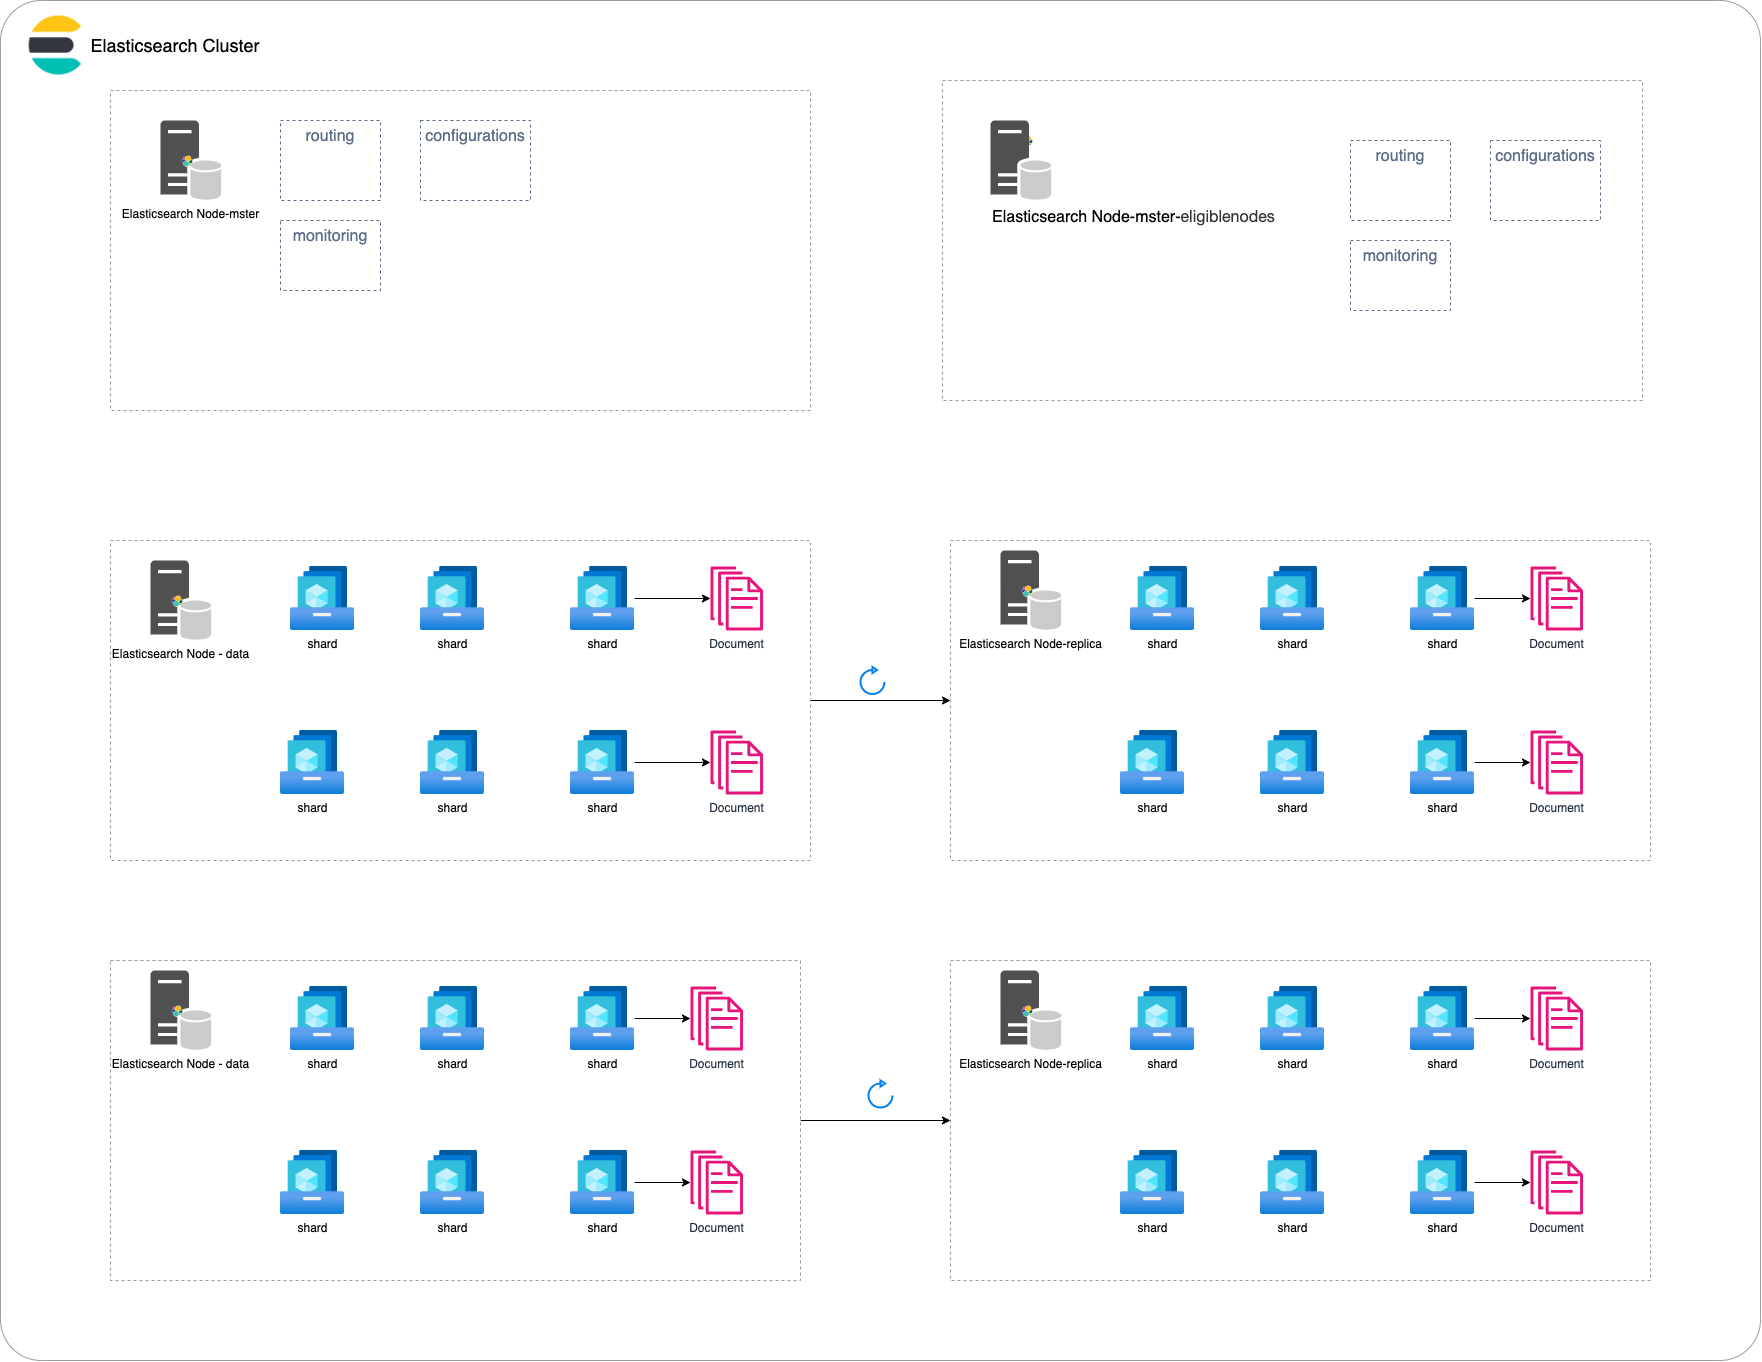 Elasticsearch Cluster
routing
configurations
Elasticsearch Node-mster
monitoring
routing
configurations
Elasticsearch Node-mster-eligiblenodes
monitoring
shard
shard
shard
Document
Elasticsearch Node - data
shard
shard
shard
Document
Elasticsearch Node-replica
shard
shard
shard
Document
shard
shard
shard
Document
Elasticsearch Node - data
shard
shard
shard
Document
shard
shard
shard
Document
Elasticsearch Node-replica
shard
shard
shard
Document
shard
shard
shard
Document